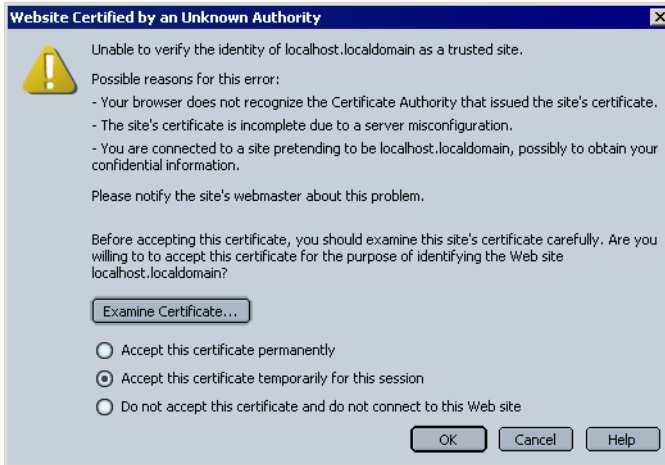 Website Certified by an Unknown Authority
Unable to verify the identity of localhost.localdomain as a trusted site.
Possible reasons for this error:
- Your browser does not recognize the Certificate Authority that issued the site's certificate.
- The site's certificate is incomplete due to a server misconfiguration.
- You are connected to a site pretending to be localhost.localdomain, possibly to obtain your
confidential information.
Please notify the site's webmaster about this problem.
Before accepting this certificate, you should examine this site's certificate carefully. Are you
willing to to accept this certificate for the purpose of identifying the Web site
localhost.localdomain?
Examine Certificate...
Accept this certificate permanently
Accept this certificate temporarily for this session
Do not accept this certificate and do not connect to this Web site
OK Cancel Help